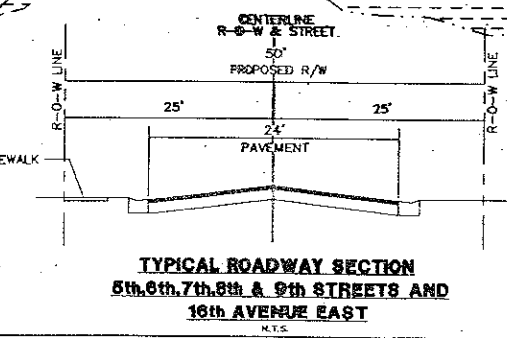 CENTERLINE
R-O-W & STREET
50'
PROPOSED R/W
R-O-W LINE
R-O-W LINE
25'
25'
24'
PAVEMENT
EWALK
TYPICAL ROADWAY SECTION
5th,6th,7th,8th & 9th STREETS AND
16th AVENUE EAST
N.T.S.